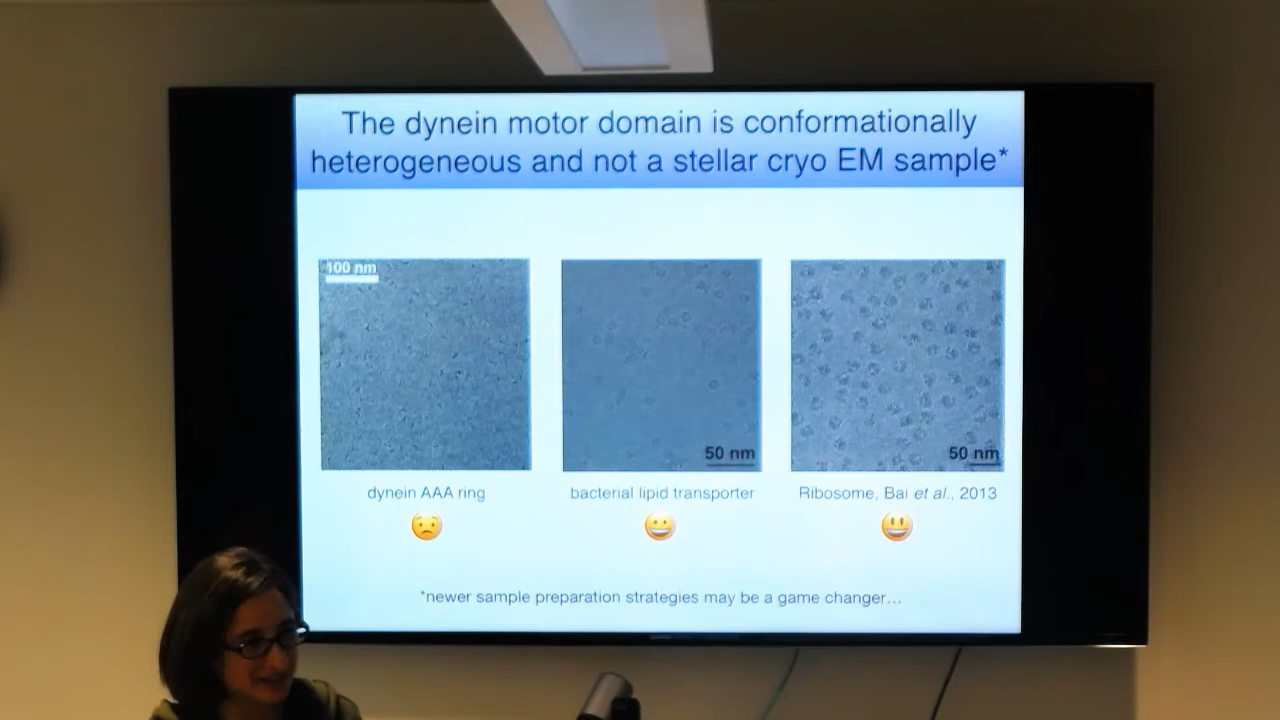 The dynein motor domain is conformationally
heterogeneous and not a stellar cryo EM sample*
100 nm
50 nm
50 nm
dynein AAA ring
bacterial lipid transporter
Ribosome, Bai et al., 2013
*newer sample preparation strategies may be a game changer...